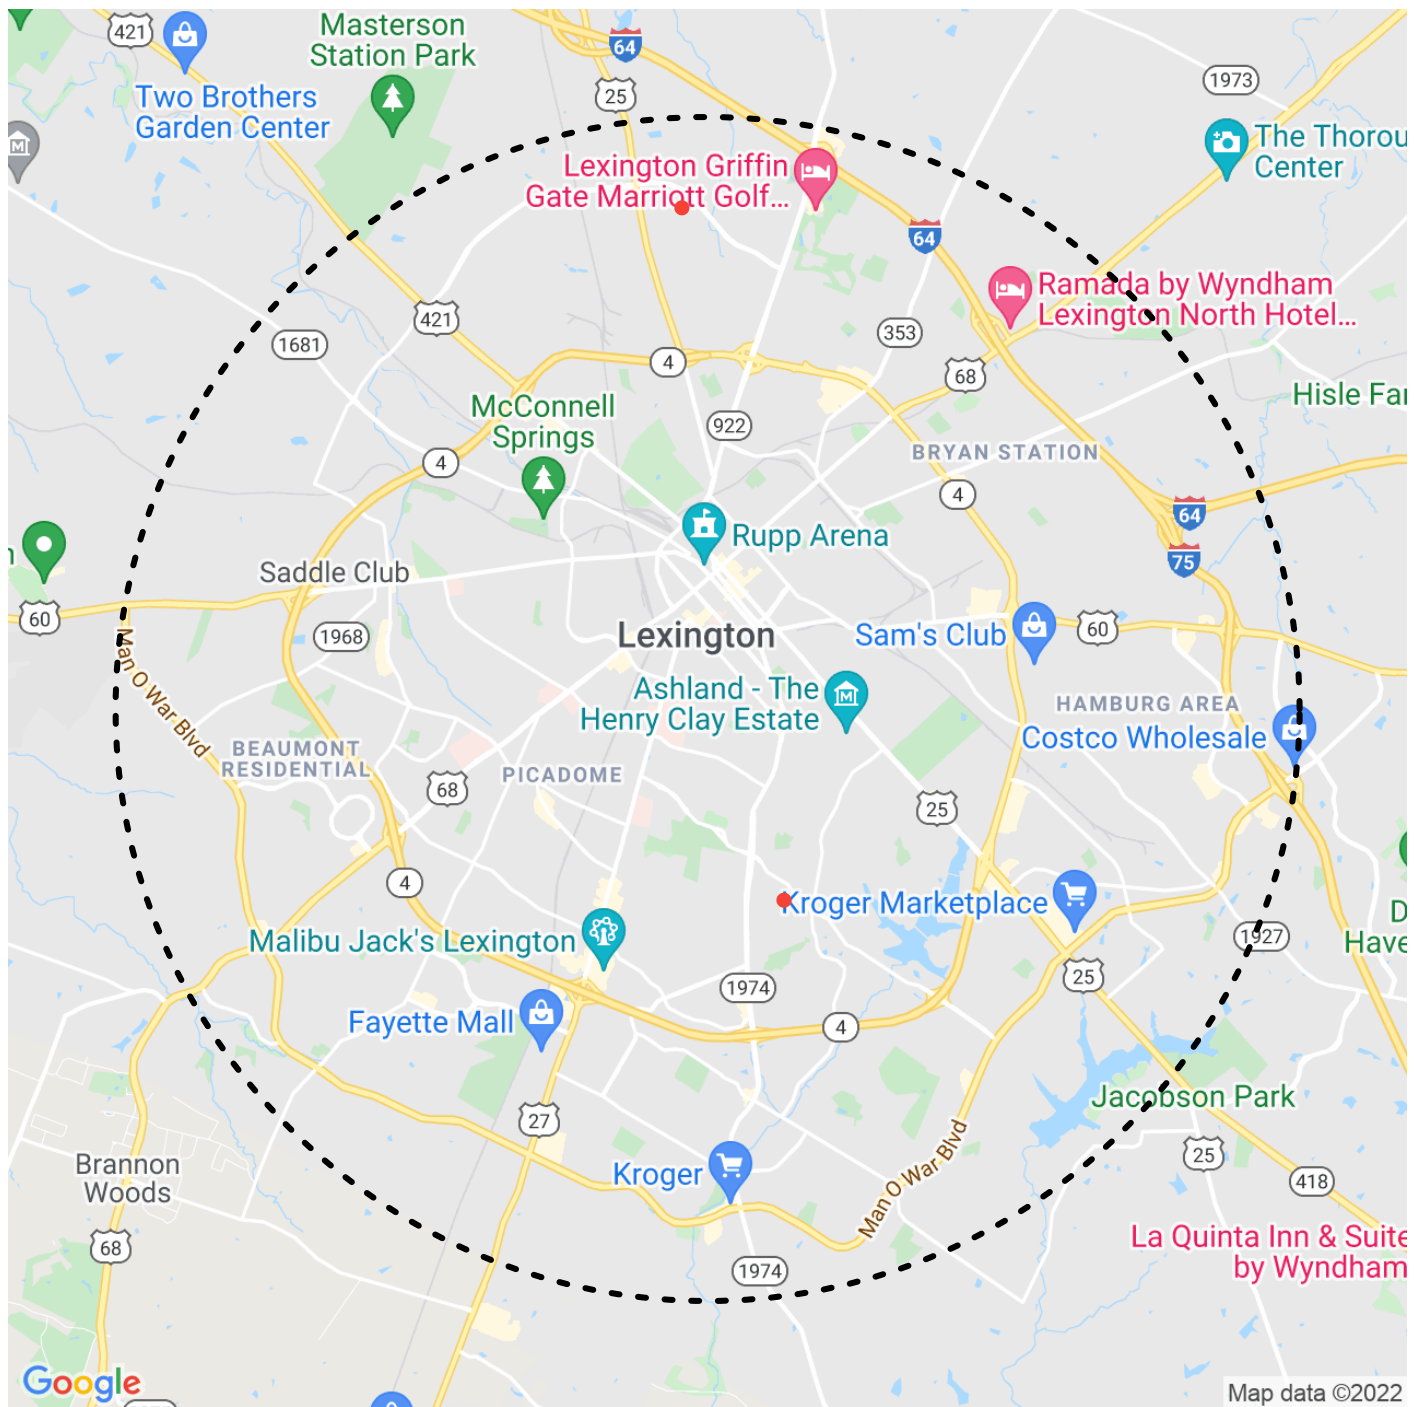 421
Masterson
Station Park
64
25
1973
Two Brothers
Garden Center
The Thorou
Center
Lexington Griffin
Gate Marriott Golf...
64
Ramada by Wyndham
Lexington North Hotel...
421
1681
353
4
68
Hisle Far
McConnell
Springs
922
4
BRYAN STATION
4
64
Rupp Arena
75
n
Saddle Club
60
1968
Lexington
Sam's Club
60
Man O War Blvd
Ashland - The
Henry Clay Estate
HAMBURG AREA
Costco Wholesale
BEAUMONT
RESIDENTIAL
PICADOME
68
25
4
Kroger Marketplace
D
Have
1927
Malibu Jack's Lexington
25
1974
Fayette Mall
4
Jacobson Park
27
25
Brannon
Woods
Kroger
Man O War Blvd
418
68
La Quinta Inn & Suite
by Wyndham
1974
Google
Map data ©2022